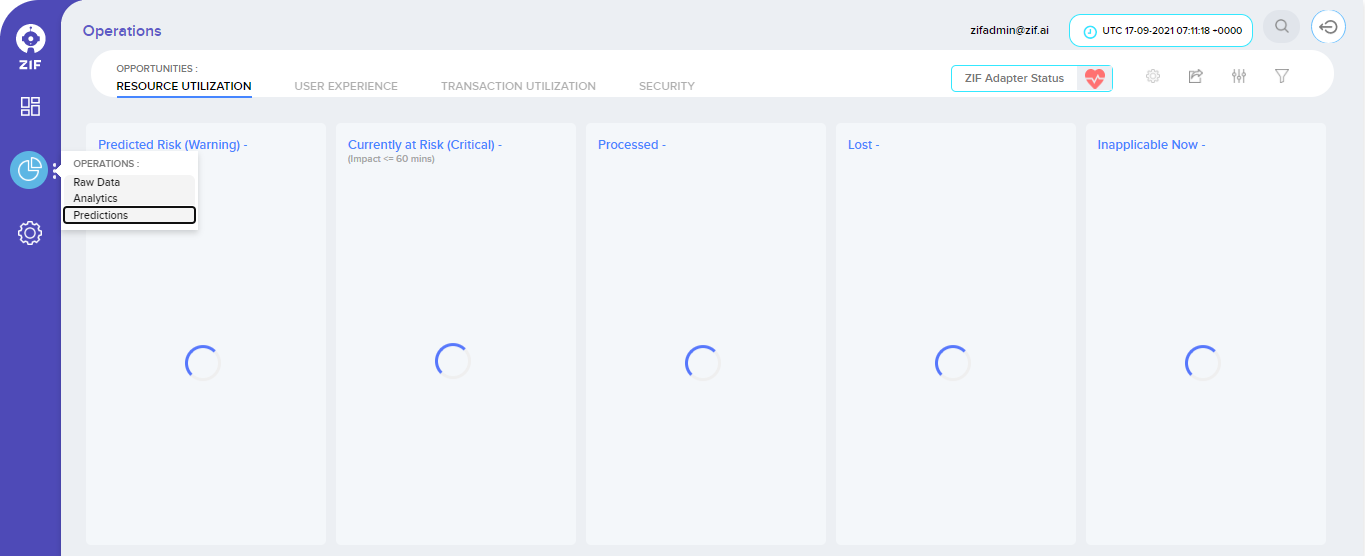 Operations
zifadmin@zif.ai
UTC 17-09-2021 07:11:18 +0000
ZIF
OPPORTUNITIES :
RESOURCE UTILIZATION
USER EXPERIENCE
TRANSACTION UTILIZATION
SECURITY
ZIF Adapter Status
Predicted Risk (Warning) -
Currently at Risk (Critical) -
(Impact <= 60 mins)
Processed -
Lost -
Inapplicable Now -
OPERATIONS :
Raw Data
Analytics
Predictions